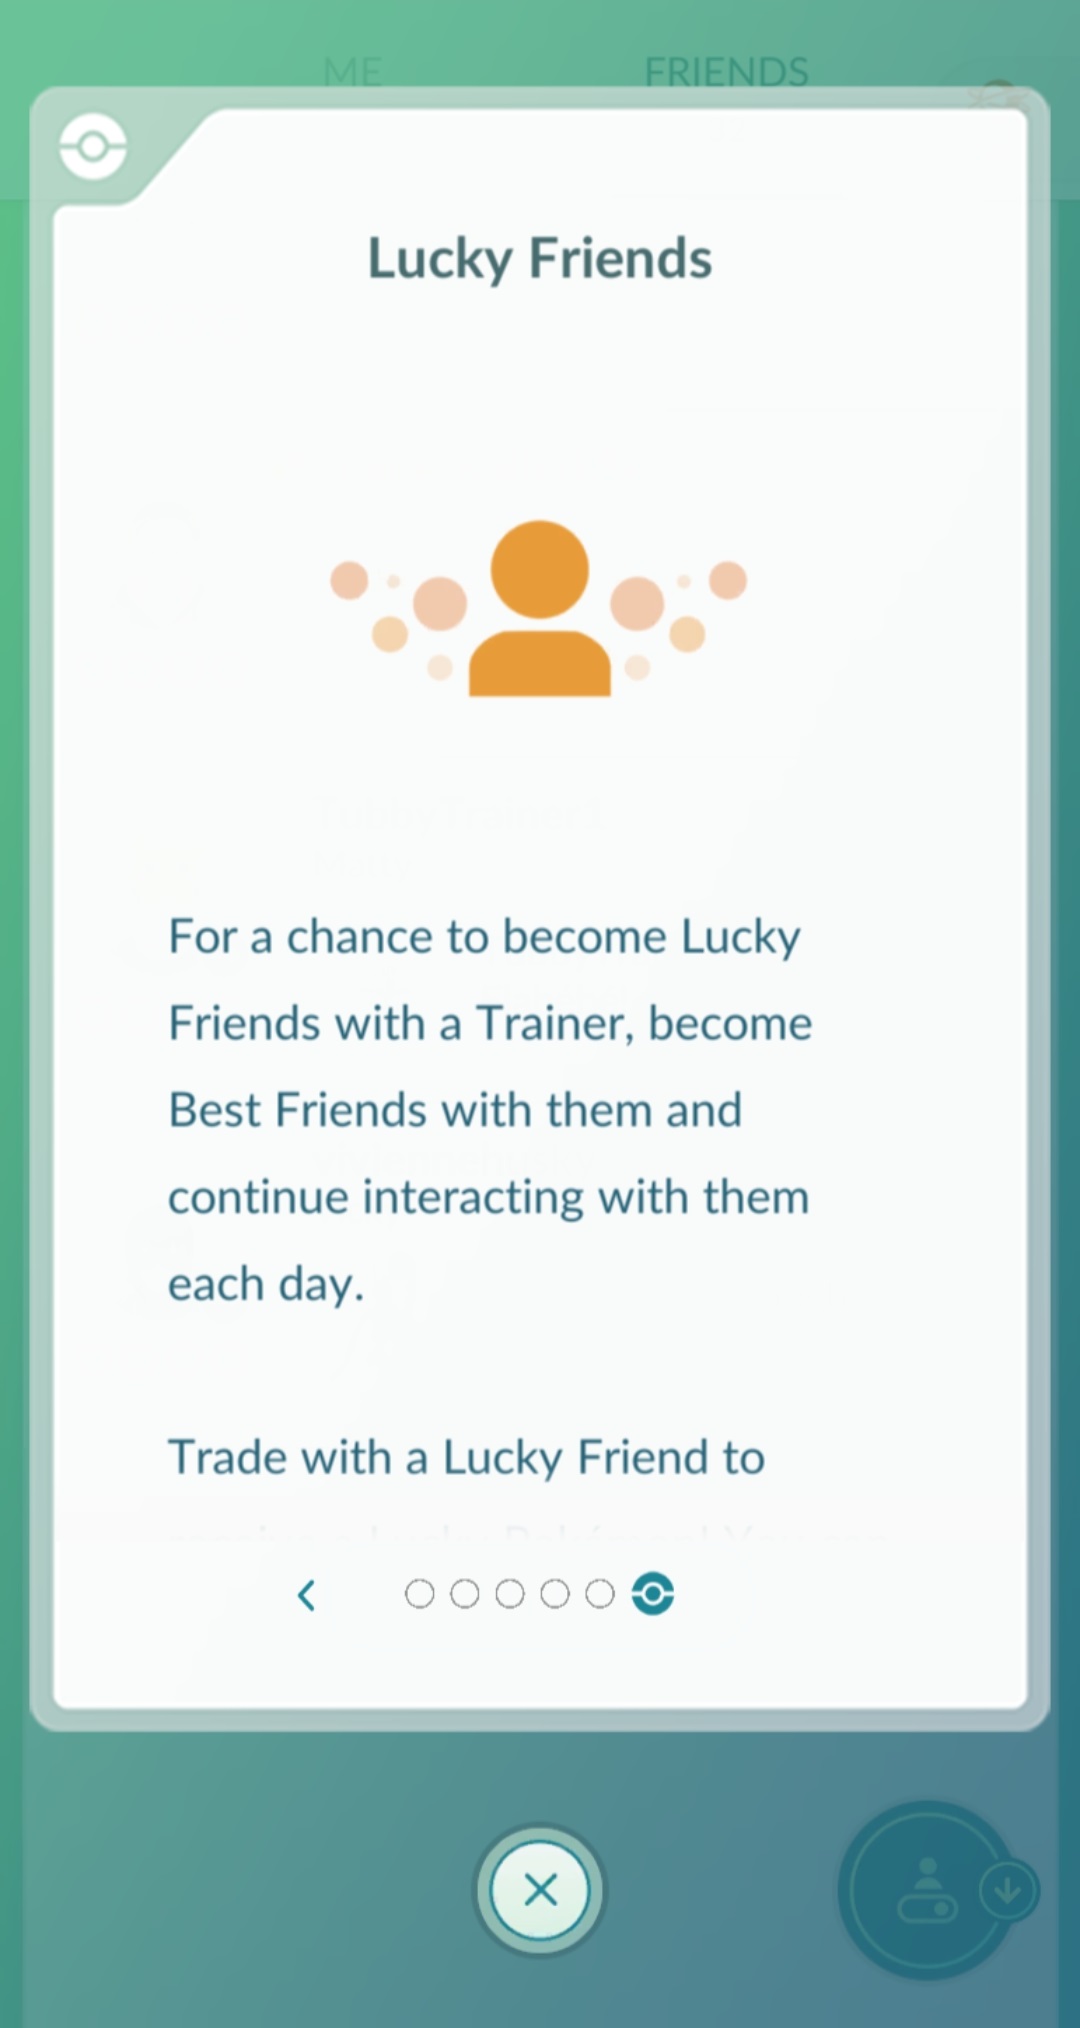 ME
FRIENDS
Lucky Friends
For a chance to become Lucky
Friends with a Trainer, become
Best Friends with them and
continue interacting with them
each day.
Trade with a Lucky Friend to